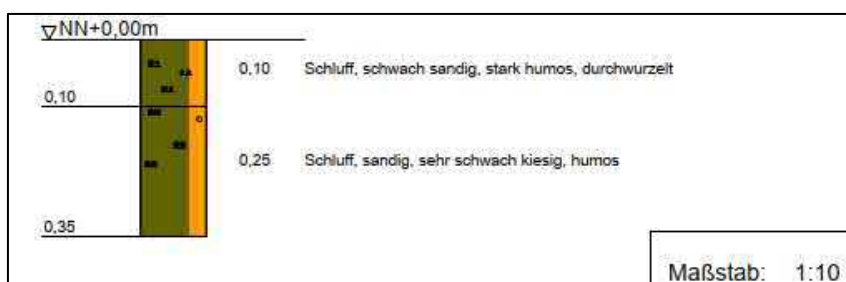 NN+0,00m
0,10 Schluff, schwach sandig, stark humos, durchwurzelt
0,10
0,25 Schluff, sandig, sehr schwach kiesig, humos
0,35
Maßstab: 1:10